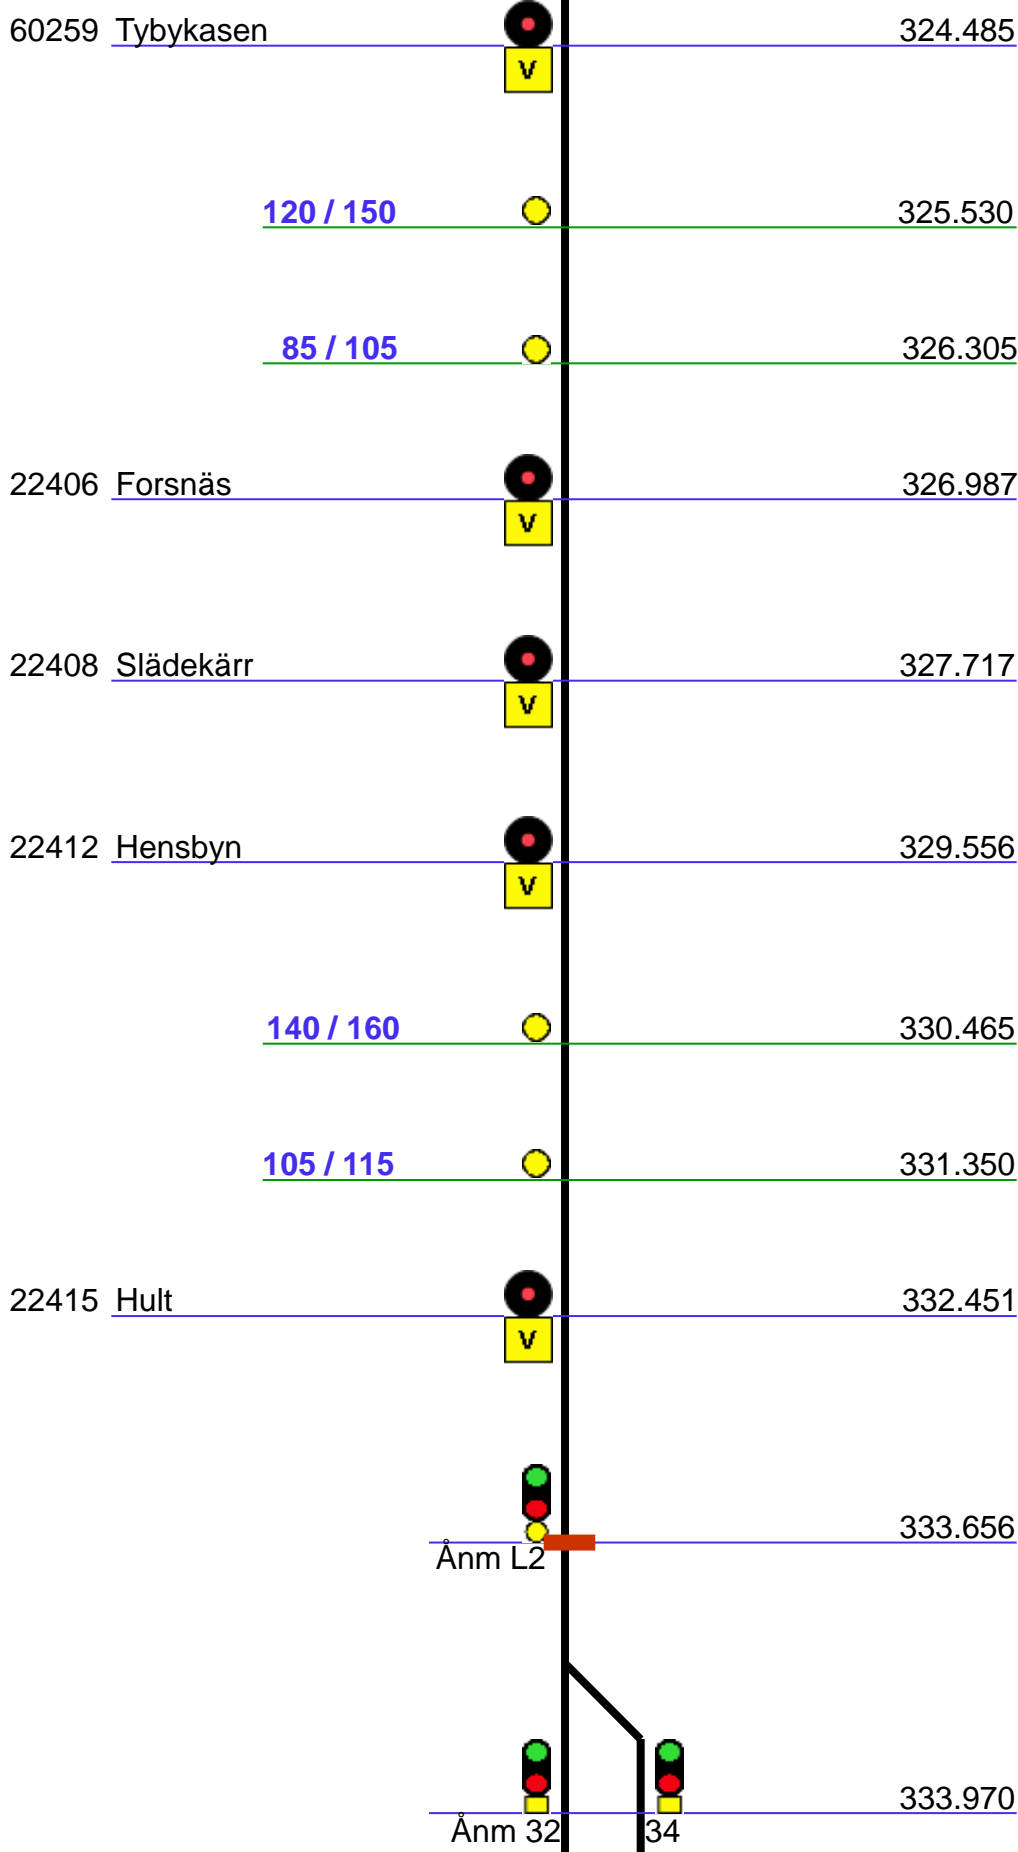 60259 Tybykasen 324.485
V
120 / 150 325.530
85 / 105 326.305
22406 Forsnäs 326.987
V
22408 Slädekärr 327.717
V
22412 Hensbyn 329.556
V
140 / 160 330.465
105 / 115 331.350
22415 Hult 332.451
V
333.656
Ånm L2
333.970
Ånm 32 34